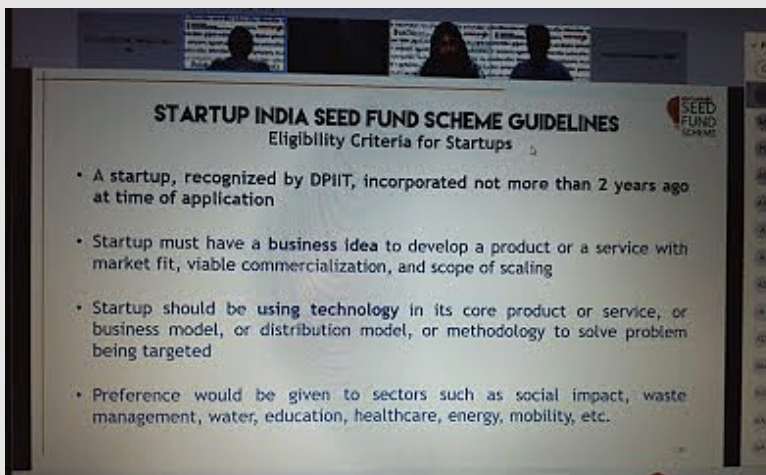 STARTUP INDIA SEED FUND SCHEME GUIDELINES
Eligibility Criteria for Startups
SEED
FUND
SCHEME
• A startup, recognized by DPIIT, incorporated not more than 2 years ago
at time of application
• Startup must have a business idea to develop a product or a service with
market fit, viable commercialization, and scope of scaling
• Startup should be using technology in its core product or service, or
business model, or distribution model, or methodology to solve problem
being targeted
• Preference would be given to sectors such as social impact, waste
management, water, education, healthcare, energy, mobility, etc.